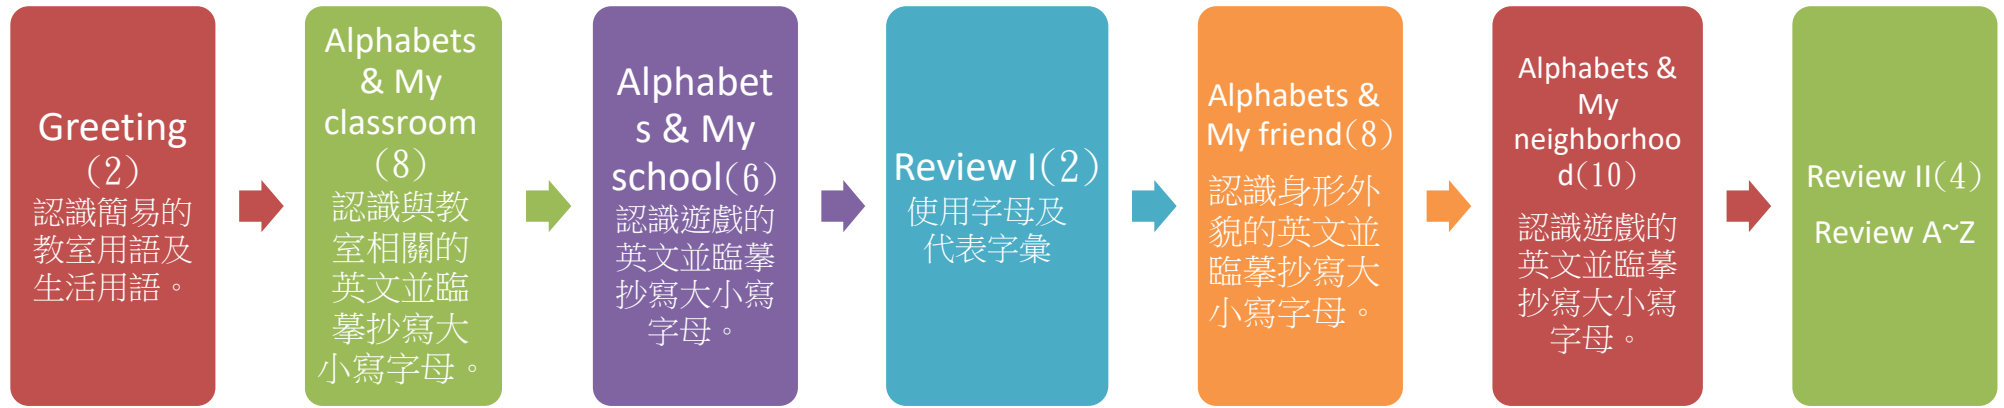 Greeting
(2)
認識簡易的
教室用語及
生活用語。
Alphabets
& My
classroom
(8)
認識與教
室相關的
英文並臨
摹抄寫大
小寫字母。
Alphabet
s & My
school(6)
認識遊戲的
英文並臨摹
抄寫大小寫
字母。
Review I(2)
使用字母及
代表字彙
Alphabets &
My friend(8)
認識身形外
貌的英文並
臨摹抄寫大
小寫字母。
Alphabets &
My
neighborhoo
d(10)
認識遊戲的
英文並臨摹
抄寫大小寫
字母。
Review II(4)
Review A~Z